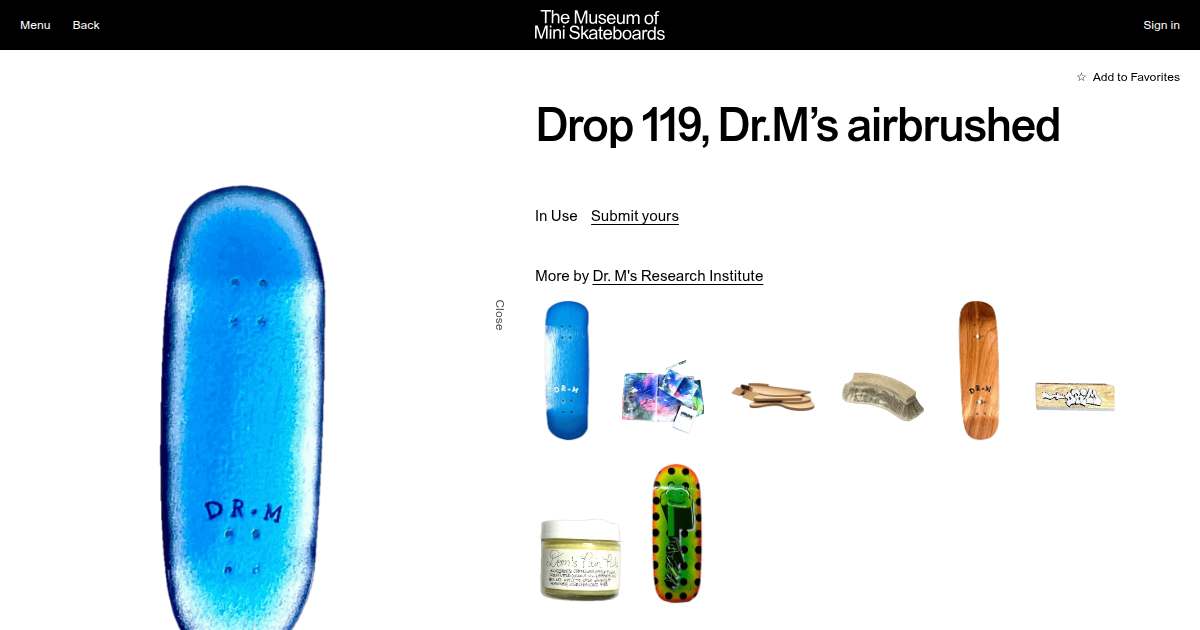 Menu
Back
The Museum of
Mini Skateboards
Sign in
☆ Add to Favorites
Drop 119, Dr.M’s airbrushed
In Use Submit yours
More by Dr. M's Research Institute
Close
DR.M
DR.M
DR.M